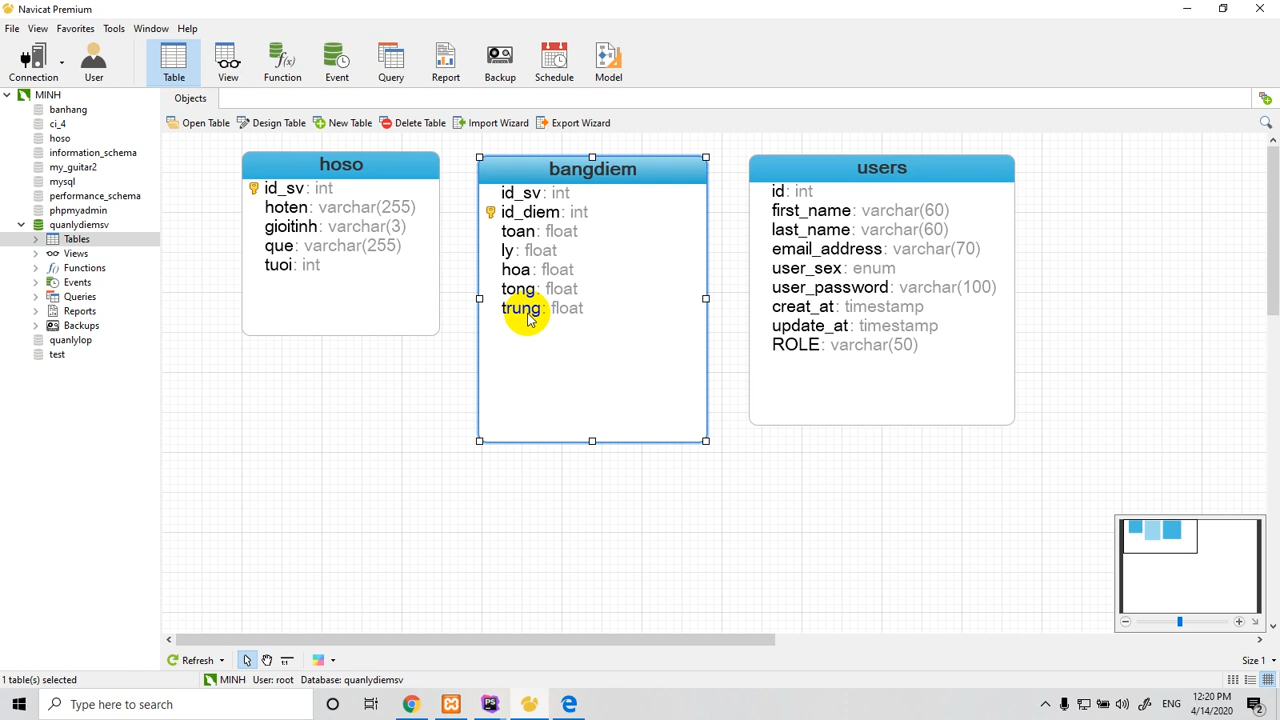 Navicat Premium
File View Favorites Tools Window Help
Connection User Table View Function Event Query Report Backup Schedule Model
MINH
banhang
ci_4
hoso
information_schema
my_guitar2
mysql
performance_schema
phpmyadmin
quanlydiemsv
Tables
Views
Functions
Events
Queries
Reports
Backups
quanlylop
test
Objects
Open Table Design Table New Table Delete Table Import Wizard Export Wizard
hoso
id_sv: int
hoten: varchar(255)
gioitinh: varchar(3)
que: varchar(255)
tuoi: int
bangdiem
id_sv: int
id_diem: int
toan: float
ly: float
hoa: float
tong: float
trung: float
users
id: int
first_name: varchar(60)
last_name: varchar(60)
email_address: varchar(70)
user_sex: enum
user_password: varchar(100)
creat_at: timestamp
update_at: timestamp
ROLE: varchar(50)
Refresh
Size 1
1 table(s) selected
MINH User: root Database: quanlydiemsv
Type here to search
ENG
12:20 PM
4/14/2020
2